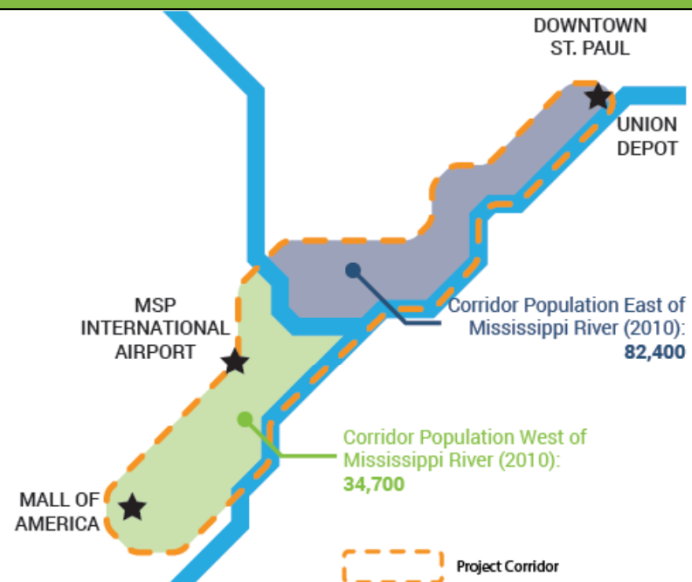 DOWNTOWN
ST. PAUL
UNION
DEPOT
MSP
INTERNATIONAL
AIRPORT
Corridor Population East of
Mississippi River (2010):
82,400
Corridor Population West of
Mississippi River (2010):
34,700
MALL OF
AMERICA
Project Corridor